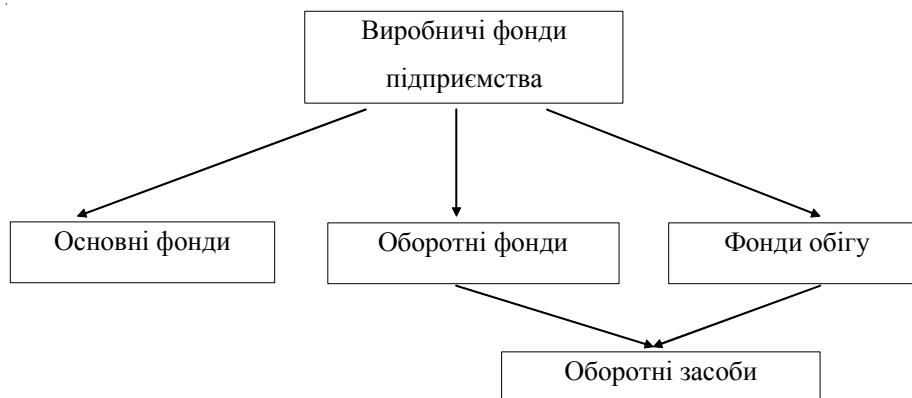 Виробничі фонди
підприємства
Основні фонди
Оборотні фонди
Фонди обігу
Оборотні засоби